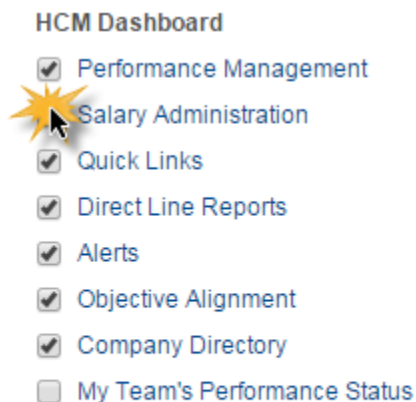 HCM Dashboard
Performance Management
Salary Administration
Quick Links
Direct Line Reports
Alerts
Objective Alignment
Company Directory
My Team's Performance Status